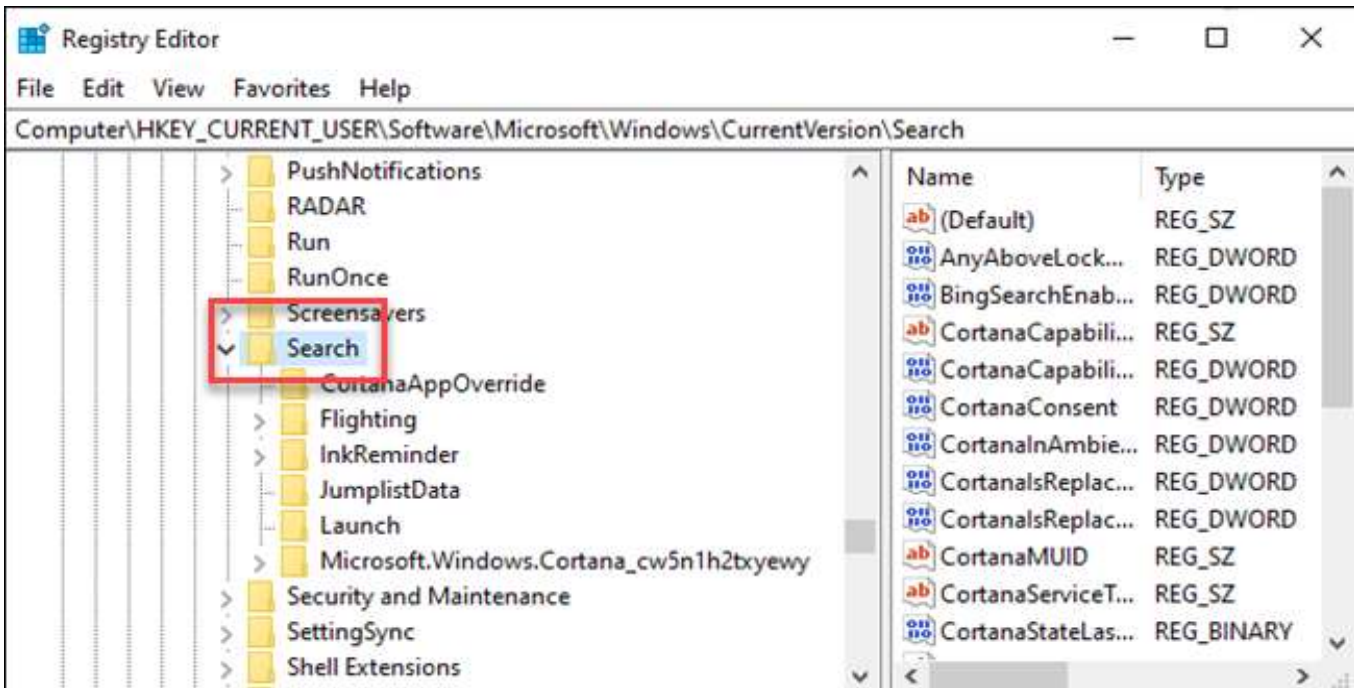 Registry Editor
File Edit View Favorites Help
Computer\HKEY_CURRENT_USER\Software\Microsoft\Windows\CurrentVersion\Search
PushNotifications
RADAR
Run
RunOnce
Screensavers
Search
CortanaAppOverride
Flighting
InkReminder
JumplistData
Launch
Microsoft.Windows.Cortana_cw5n1h2txyewy
Security and Maintenance
SettingSync
Shell Extensions
Name Type
(Default) REG_SZ
AnyAboveLock... REG_DWORD
BingSearchEnab... REG_DWORD
CortanaCapabili... REG_SZ
CortanaCapabili... REG_DWORD
CortanaConsent REG_DWORD
CortanaInAmbie... REG_DWORD
CortanaIsReplac... REG_DWORD
CortanaIsReplac... REG_DWORD
CortanaMUID REG_SZ
CortanaServiceT... REG_SZ
CortanaStateLas... REG_BINARY